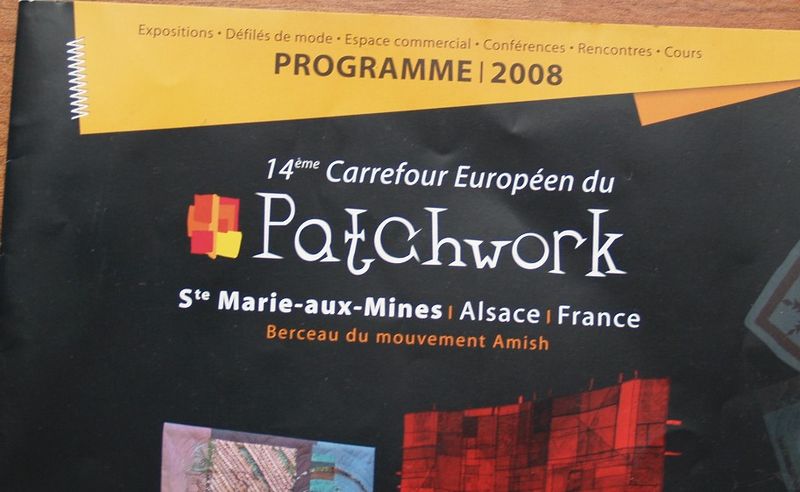 Expositions • Défilés de mode • Espace commercial • Conférences • Rencontres • Cours
PROGRAMME | 2008
14ème Carrefour Européen du
Patchwork
Ste Marie-aux-Mines | Alsace | France
Berceau du mouvement Amish